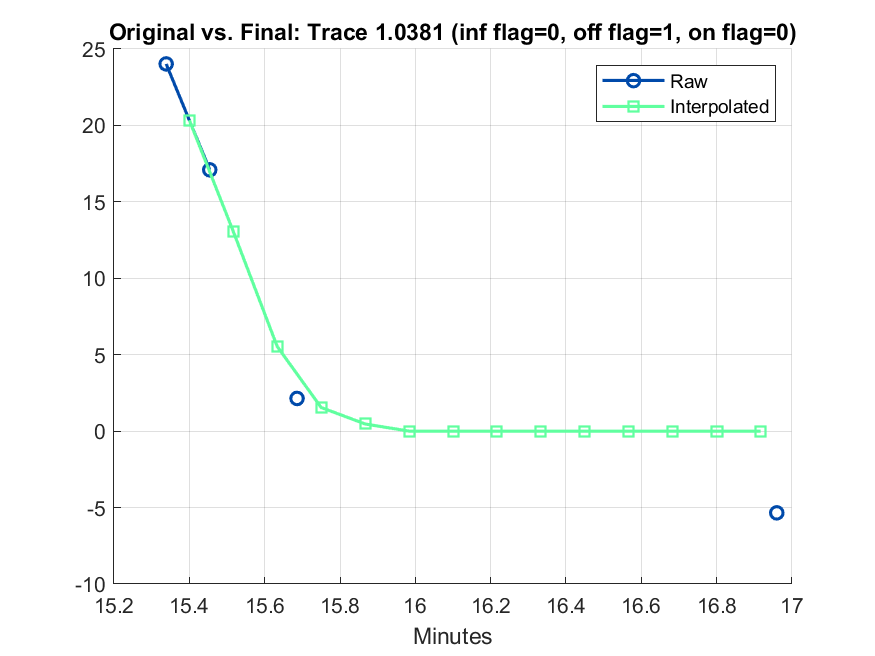 Original vs. Final: Trace 1.0381 (inf flag=0, off flag=1, on flag=0)
25
20
15
10
5
0
-5
-10
Raw
Interpolated
15.2 15.4 15.6 15.8 16 16.2 16.4 16.6 16.8 17
Minutes